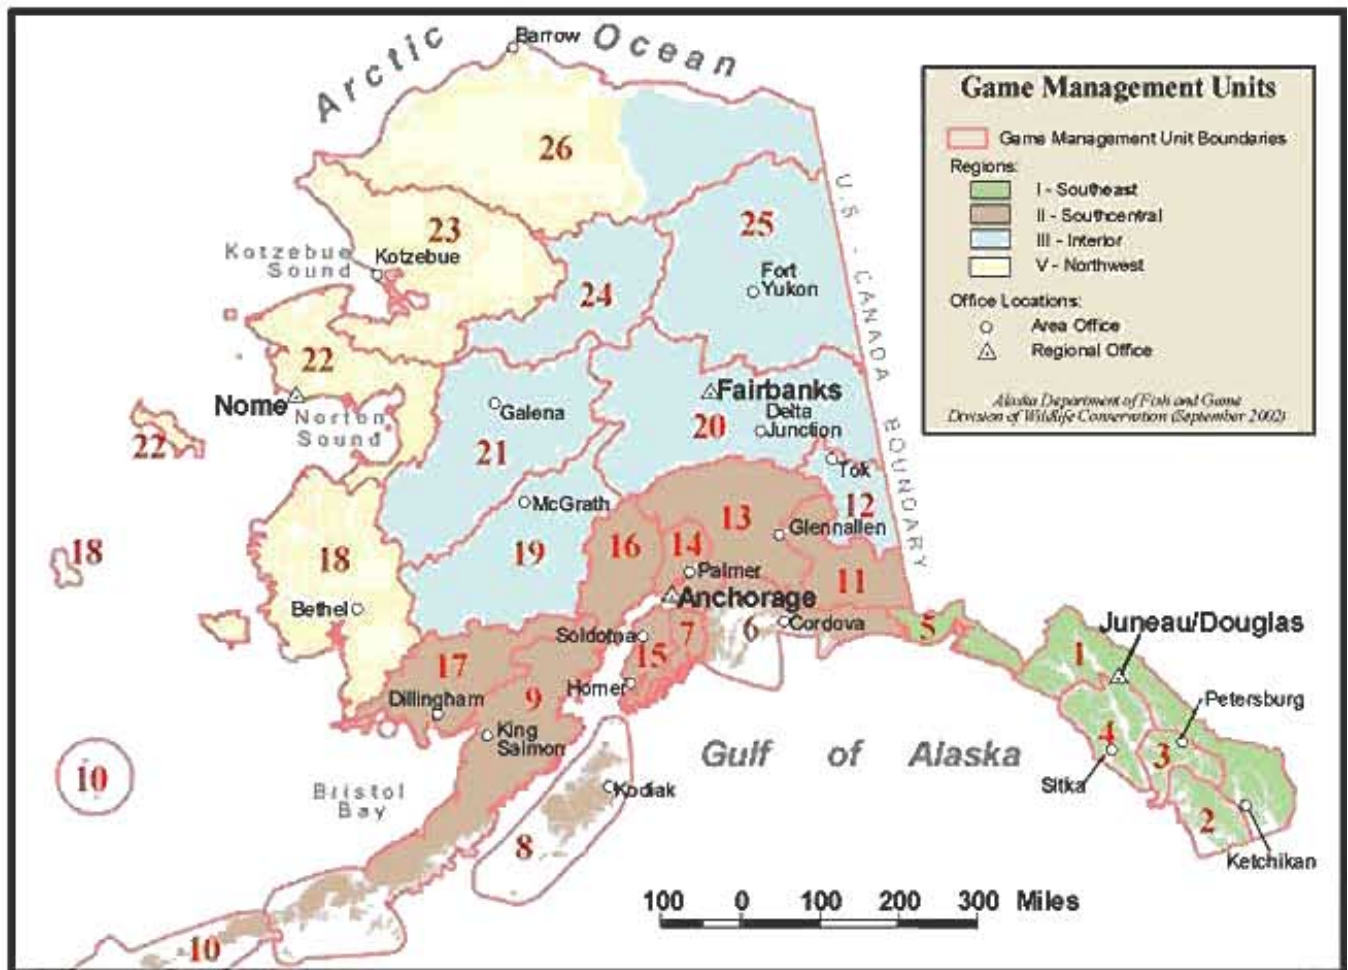 Arctic Ocean
Barrow
Game Management Units
Game Management Unit Boundaries
Regions:
I - Southeast
II - Southcentral
III - Interior
V - Northwest
Office Locations:
Area Office
Regional Office
Alaska Department of Fish and Game
Division of Wildlife Conservation (September 2002)
26
U.S. - CANADA BOUNDARY
23
25
Kotzebue
Sound
Kotzebue
Fort
Yukon
24
22
Nome
Norton
Sound
22
Galena
Fairbanks
Delta
Junction
20
21
Tok
McGrath
12
13
Glennallen
18
18
19
16
14
Palmer
11
Bethel
Anchorage
Cordova
6
5
Soldotna
7
15
Juneau/Douglas
1
17
9
Homer
Dillingham
Petersburg
King
Salmon
Gulf of Alaska
4
3
Sitka
10
Bristol
Bay
Kodiak
8
2
Ketchikan
100 0 100 200 300 Miles
10